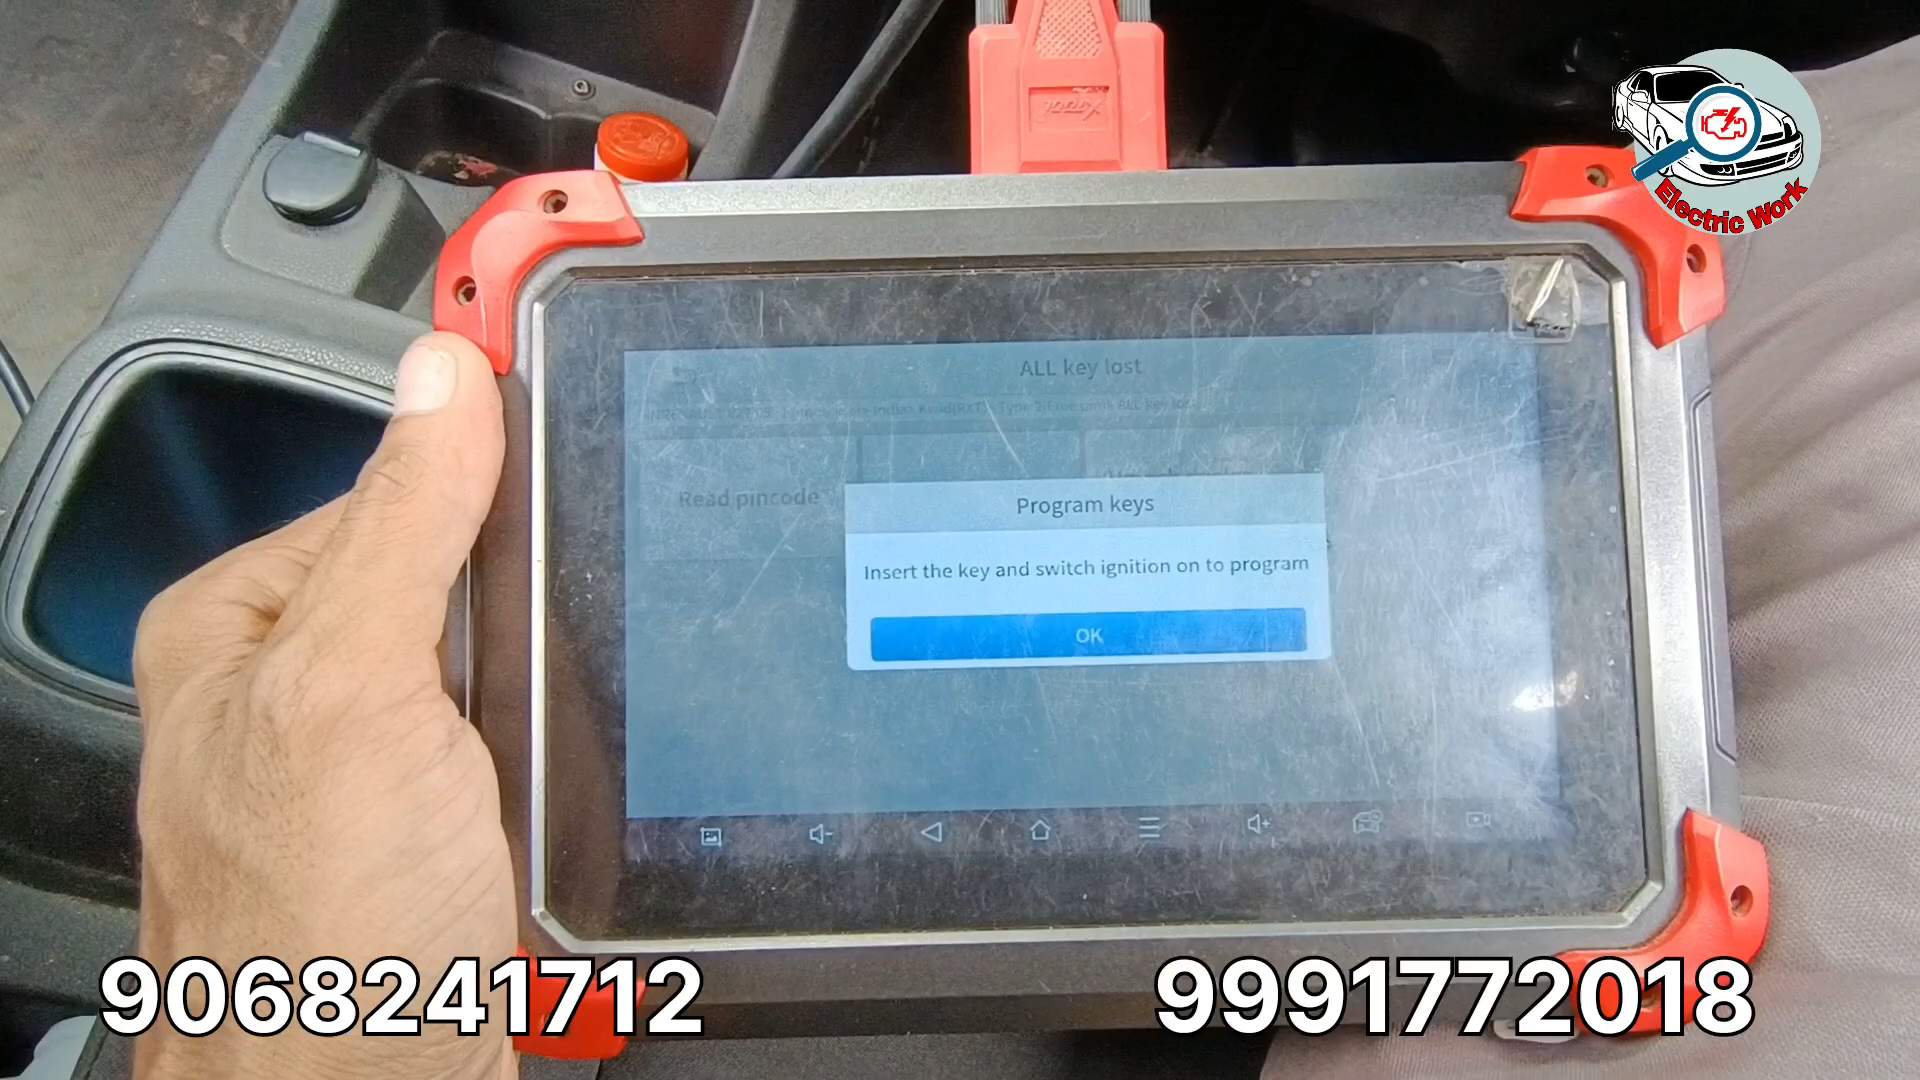 Xtool
Electric Work
ALL key lost
Read pincode
Program keys
Insert the key and switch ignition on to program
OK
9068241712
9991772018